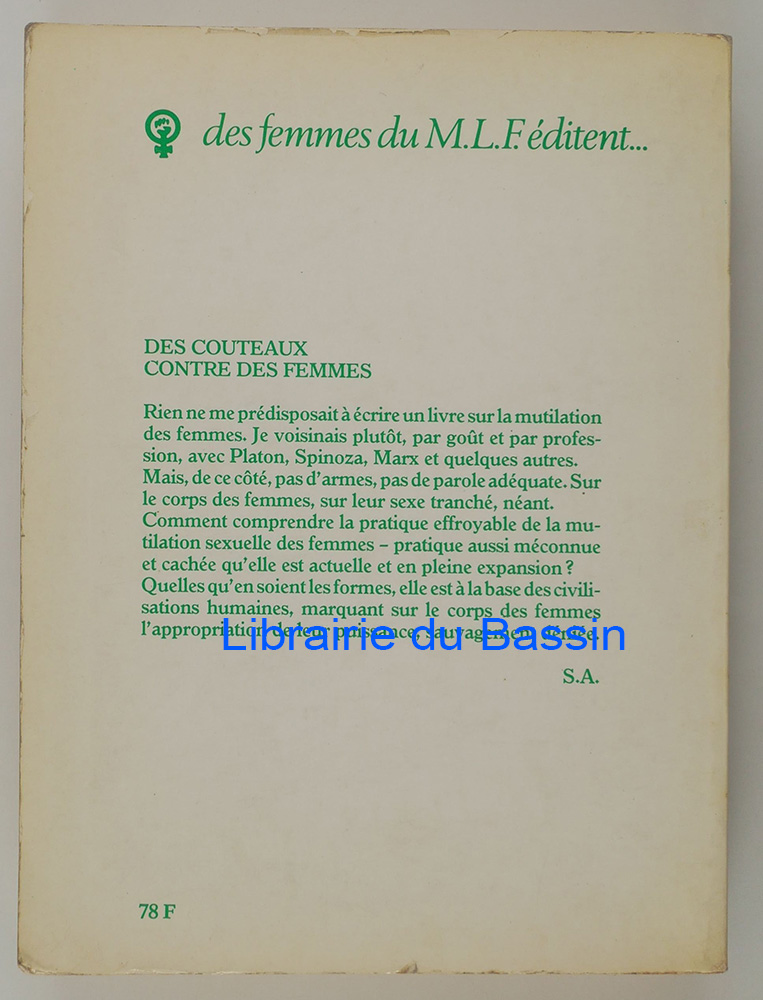 des femmes du M.L.F. éditent...
DES COUTEAUX
CONTRE DES FEMMES
Rien ne me prédisposait à écrire un livre sur la mutilation
des femmes. Je voisinais plutôt, par goût et par profes-
sion, avec Platon, Spinoza, Marx et quelques autres.
Mais, de ce côté, pas d'armes, pas de parole adéquate. Sur
le corps des femmes, sur leur sexe tranché, néant.
Comment comprendre la pratique effroyable de la mu-
tilation sexuelle des femmes – pratique aussi méconnue
et cachée qu'elle est actuelle et en pleine expansion ?
Quelles qu'en soient les formes, elle est à la base des civili-
sations humaines, marquant sur le corps des femmes
l'appropriation de leur puissance, sauvagement
Librairie du Bassin
S.A.
78 F